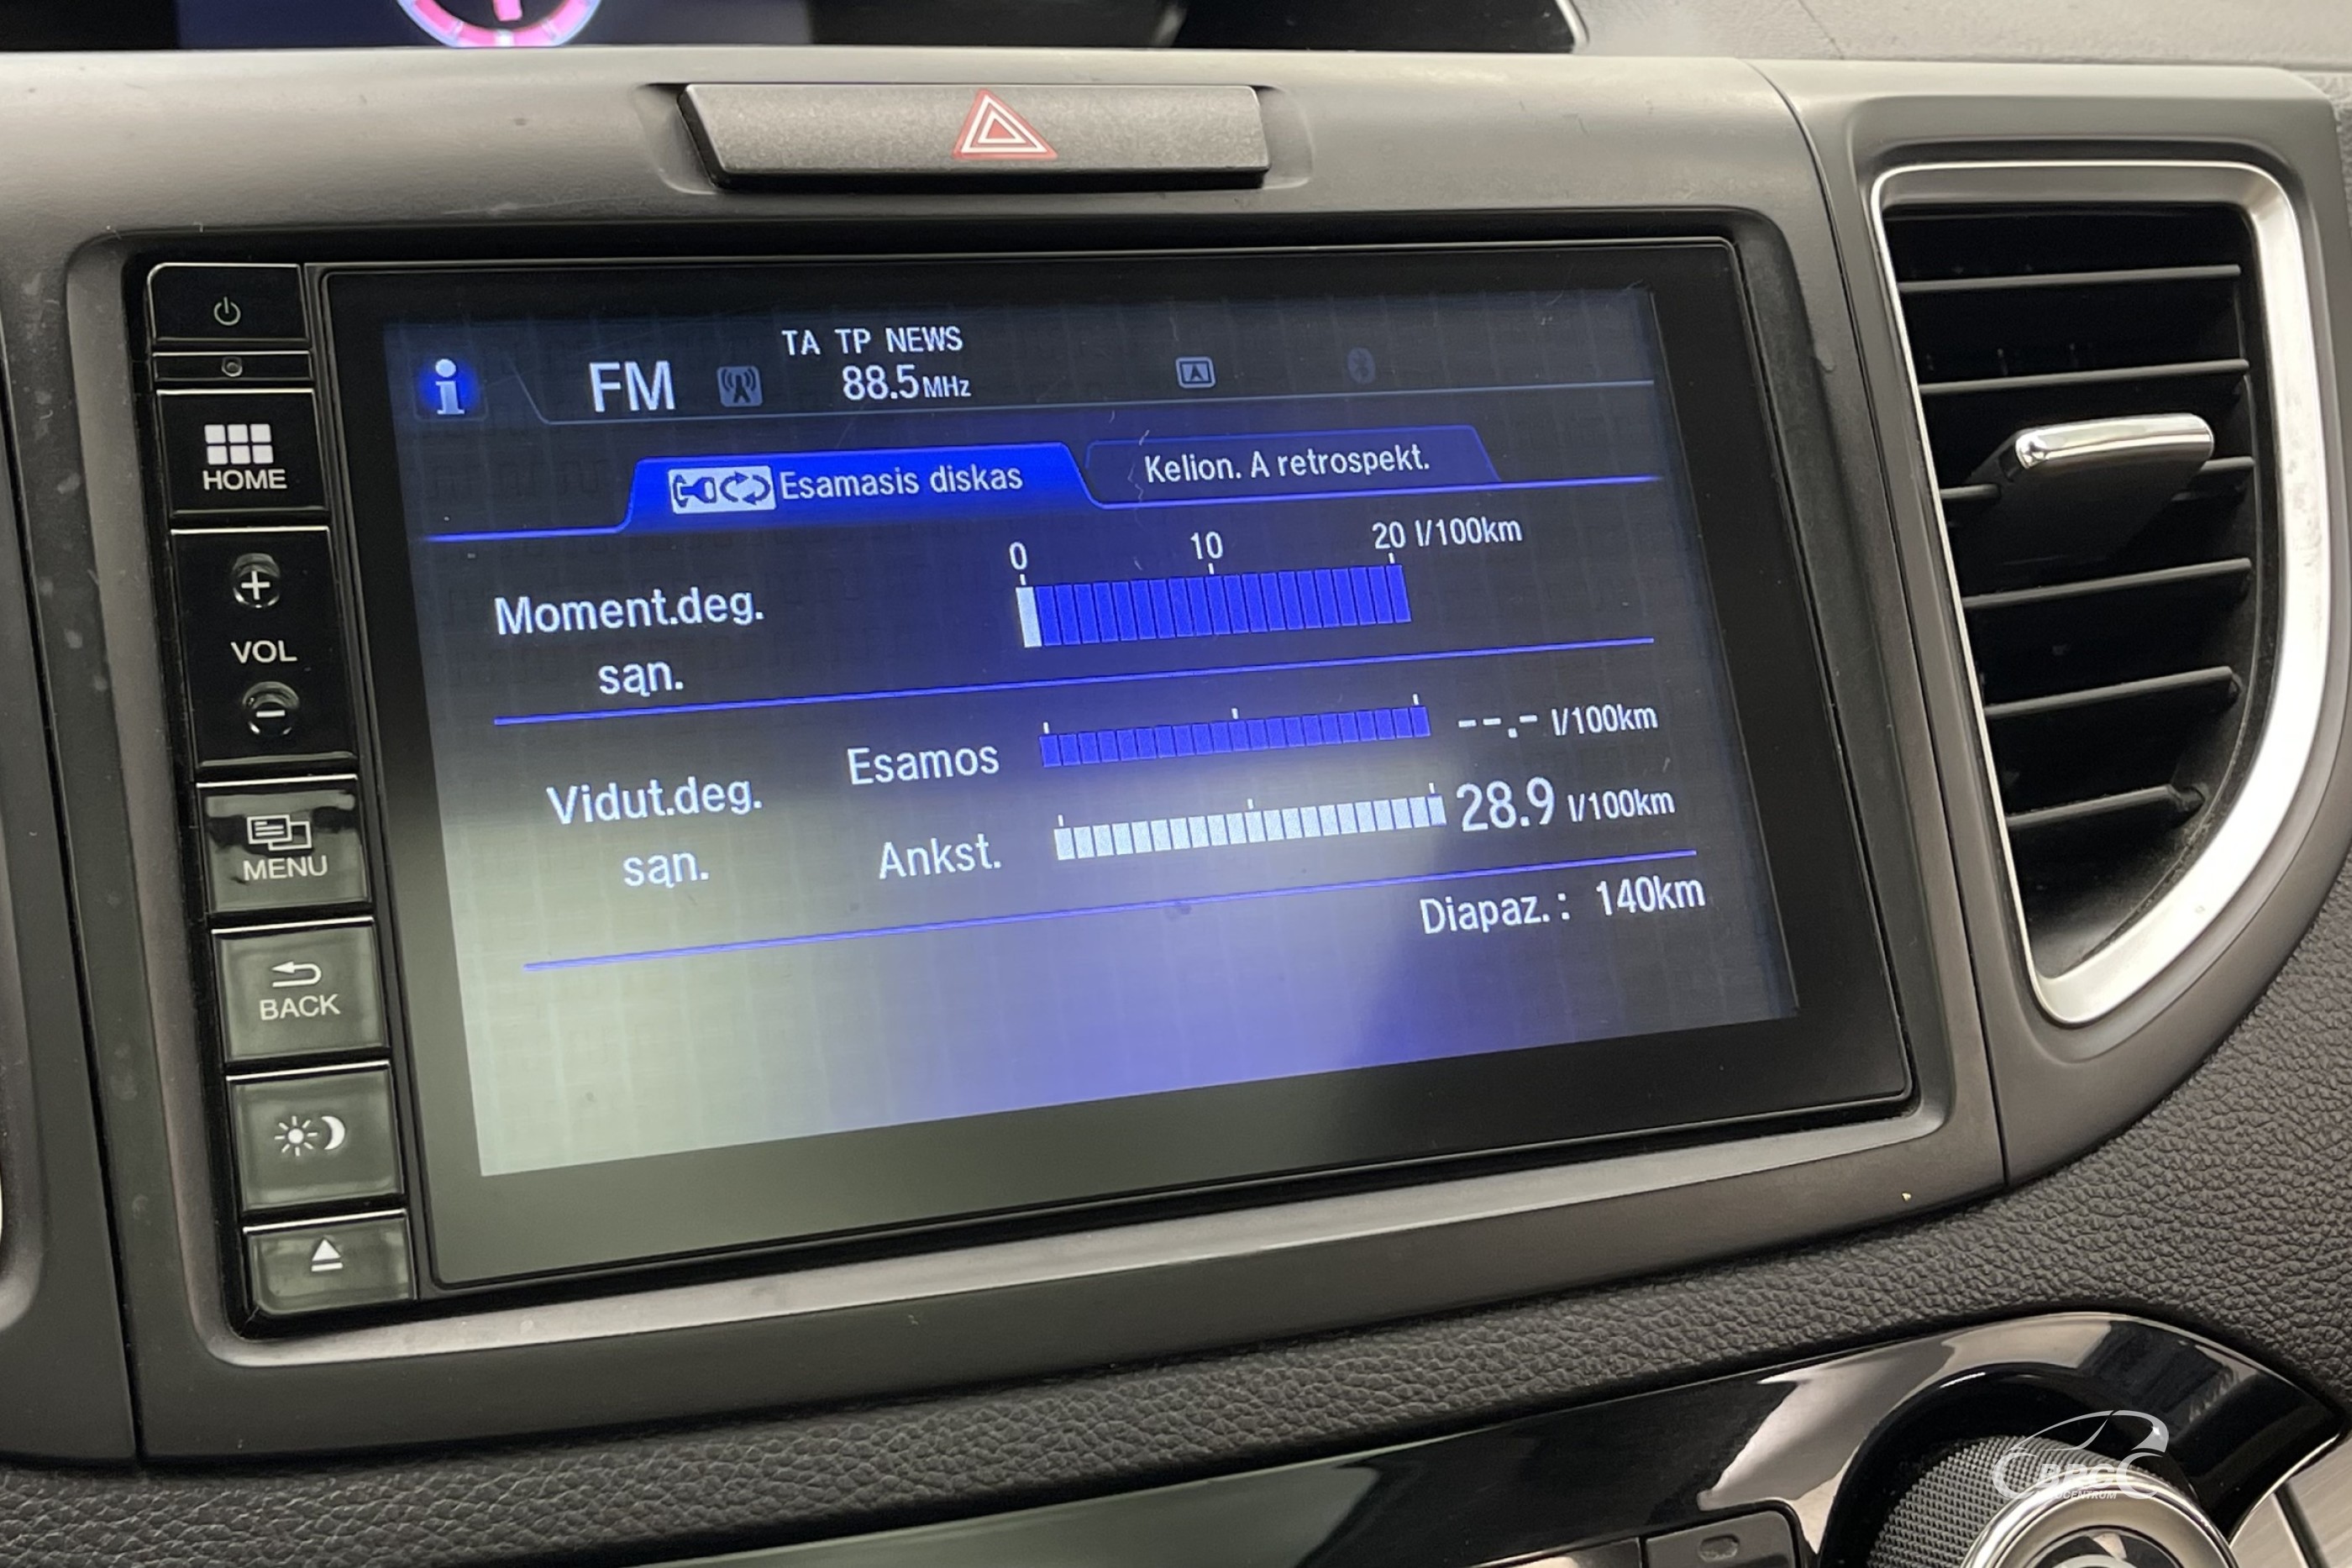 TA TP NEWS
i FM 88.5MHz A
HOME
Esamasis diskas Kelion. A retrospekt.
0 10 20 l/100km
Moment.deg.
sąn.
+
VOL
−
Esamos --.- l/100km
Vidut.deg.
sąn.
Ankst. 28.9 l/100km
MENU
Diapaz.: 140km
BACK